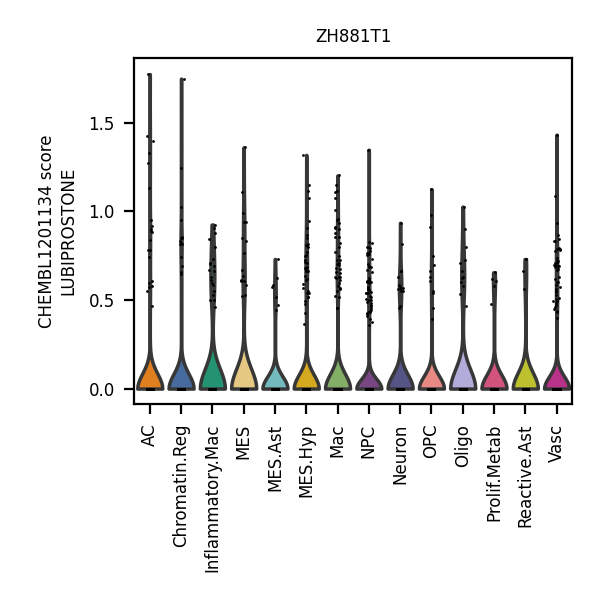 ZH881T1
CHEMBL1201134 score
LUBIPROSTONE
1.5
1.0
0.5
0.0
AC
Chromatin.Reg
Inflammatory.Mac
MES
MES.Ast
MES.Hyp
Mac
NPC
Neuron
OPC
Oligo
Prolif.Metab
Reactive.Ast
Vasc